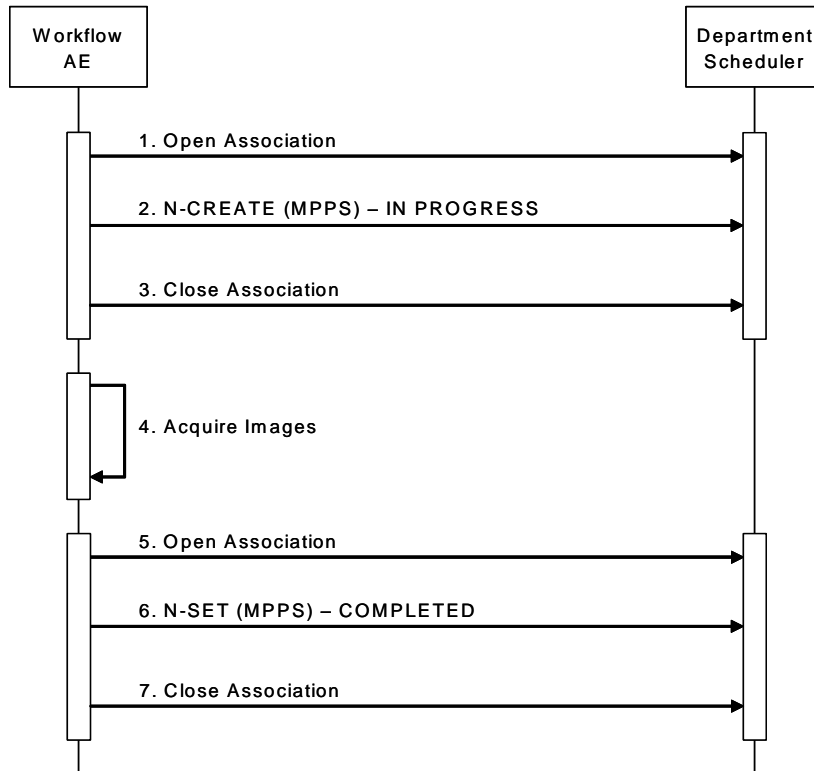 Workflow
AE
Department
Scheduler
1. Open Association
2. N-CREATE (MPPS) – IN PROGRESS
3. Close Association
4. Acquire Images
5. Open Association
6. N-SET (MPPS) – COMPLETED
7. Close Association